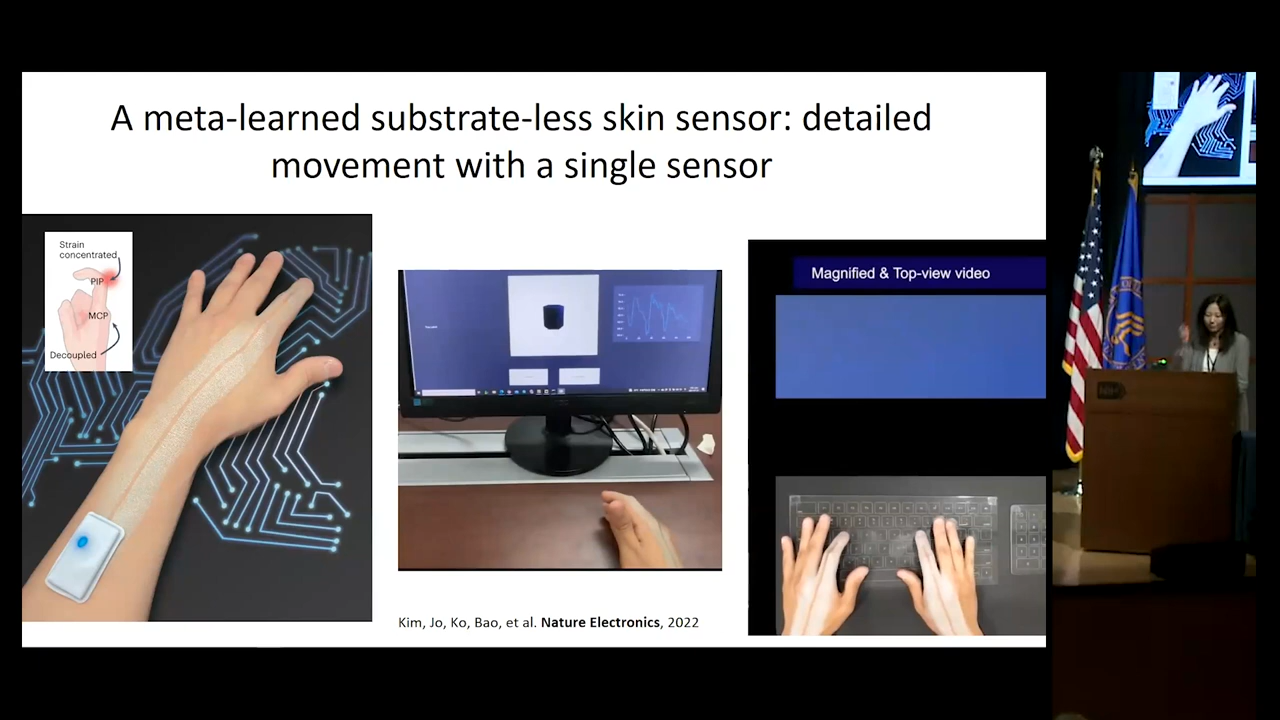 A meta-learned substrate-less skin sensor: detailed
movement with a single sensor
Strain
concentrated
PIP
MCP
Decoupled
Magnified & Top-view video
Kim, Jo, Ko, Bao, et al. Nature Electronics, 2022